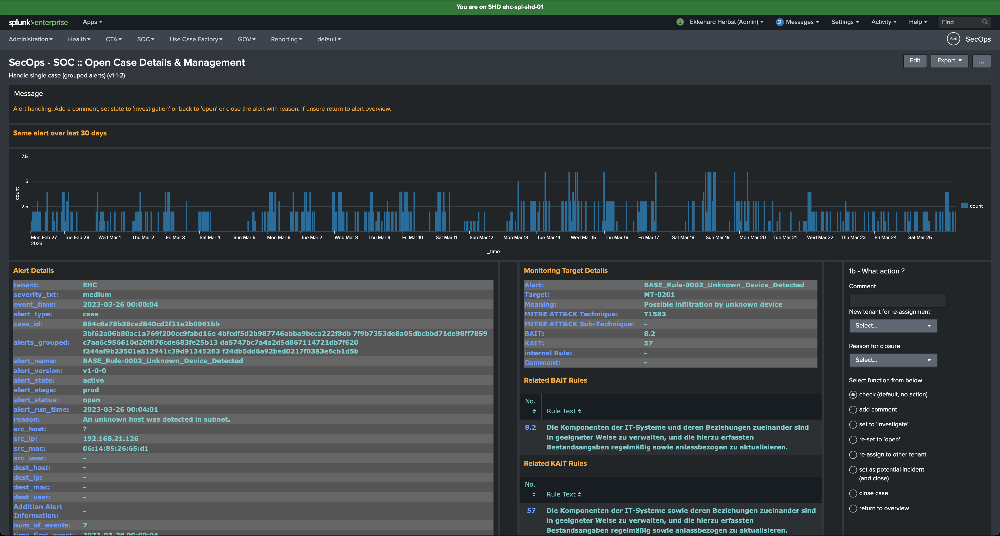 You are on SHD ehc-spl-shd-01
splunk>enterprise Apps
i Ekkehard Herbst (Admin) 2 Messages Settings Activity Help Find
Administration Health CTA SOC Use Case Factory GOV Reporting default
App SecOps
SecOps - SOC :: Open Case Details & Management
Edit Export ...
Handle single case (grouped alerts) (v1-1-2)
Message
Alert handling: Add a comment, set state to 'investigation' or back to 'open' or close the alert with reason. If unsure return to alert overview.
Same alert over last 30 days
7.5
5
2.5
count
count
Mon Feb 27 Tue Feb 28 Wed Mar 1 Thu Mar 2 Fri Mar 3 Sat Mar 4 Sun Mar 5 Mon Mar 6 Tue Mar 7 Wed Mar 8 Thu Mar 9 Fri Mar 10 Sat Mar 11 Sun Mar 12 Mon Mar 13 Tue Mar 14 Wed Mar 15 Thu Mar 16 Fri Mar 17 Sat Mar 18 Sun Mar 19 Mon Mar 20 Tue Mar 21 Wed Mar 22 Thu Mar 23 Fri Mar 24 Sat Mar 25
2023
_time
Alert Details
tenant: EHC
severity_txt: medium
event_time: 2023-03-26 00:00:04
alert_type: case
case_id: 884c6a78b28ced840cd2f21e2b0961bb
3bf62a06b80ac1a769f200cc9fabd16e 4bfcdf5d2b987746abba9bcca222f8db 7f9b7353de8a05dbcbbd71de98ff7859
alerts_grouped: c7aa6c956610d20f076cde683fe25b13 da5747bc7a4a2d5d867114721db7f620
f244af9b23501e512941c39d91345263 f24db5dd6a92bed0217f0383e6cb1d5b
alert_name: BASE_Rule-0002_Unknown_Device_Detected
alert_version: v1-0-0
alert_state: active
alert_stage: prod
alert_status: open
alert_run_time: 2023-03-26 00:04:01
reason: An unknown host was detected in subnet.
src_host: ?
src_ip: 192.168.21.126
src_mac: 06:14:85:26:65:d1
src_user: -
dest_host: -
dest_ip: -
dest_mac: -
dest_user: -
Addition Alert
Information: -
num_of_events: 7
time_first_event: 2023-03-26 00:00:04
Monitoring Target Details
Alert: BASE_Rule-0002_Unknown_Device_Detected
Target: MT-0201
Meaning: Possible infiltration by unknown device
MITRE ATT&CK Technique: T1583
MITRE ATT&CK Sub-Technique: -
BAIT: 8.2
KAIT: 57
internal Rule: -
Comment: -
Related BAIT Rules
No.
Rule Text
8.2 Die Komponenten der IT-Systeme und deren Beziehungen zueinander sind
in geeigneter Weise zu verwalten, und die hierzu erfassten
Bestandsangaben regelmäßig sowie anlassbezogen zu aktualisieren.
Related KAIT Rules
No.
Rule Text
57 Die Komponenten der IT-Systeme sowie deren Beziehungen zueinander sind
in geeigneter Weise zu verwalten, und die hierzu erfassten
Bestandsangaben regelmäßig sowie anlassbezogen zu aktualisieren.
1b - What action ?
Comment
New tenant for re-assignment
Select...
Reason for closure
Select...
Select function from below
check (default, no action)
add comment
set to 'investigate'
re-set to 'open'
re-assign to other tenant
set as potential incident
(and close)
close case
return to overview